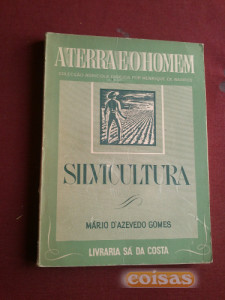 A TERRA E O HOMEM
SILVICULTURA
MÁRIO D'AZEVEDO GOMES
LIVRARIA SÁ DA COSTA
coisas